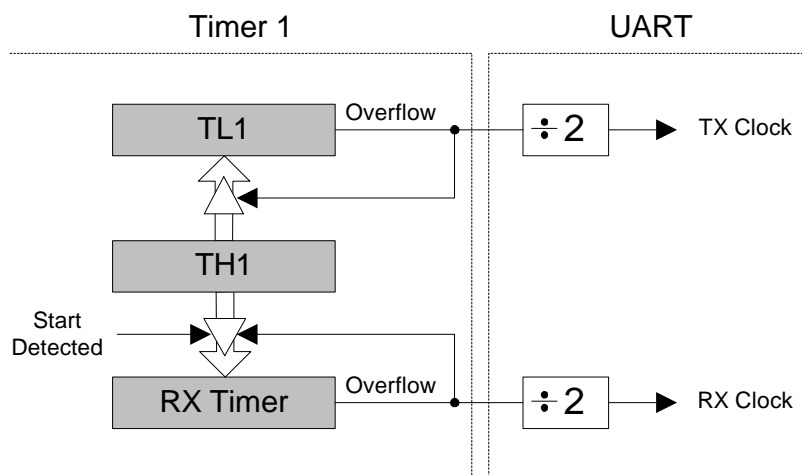 Timer 1
UART
TL1
Overflow
÷ 2
TX Clock
TH1
Start
Detected
RX Timer
Overflow
÷ 2
RX Clock